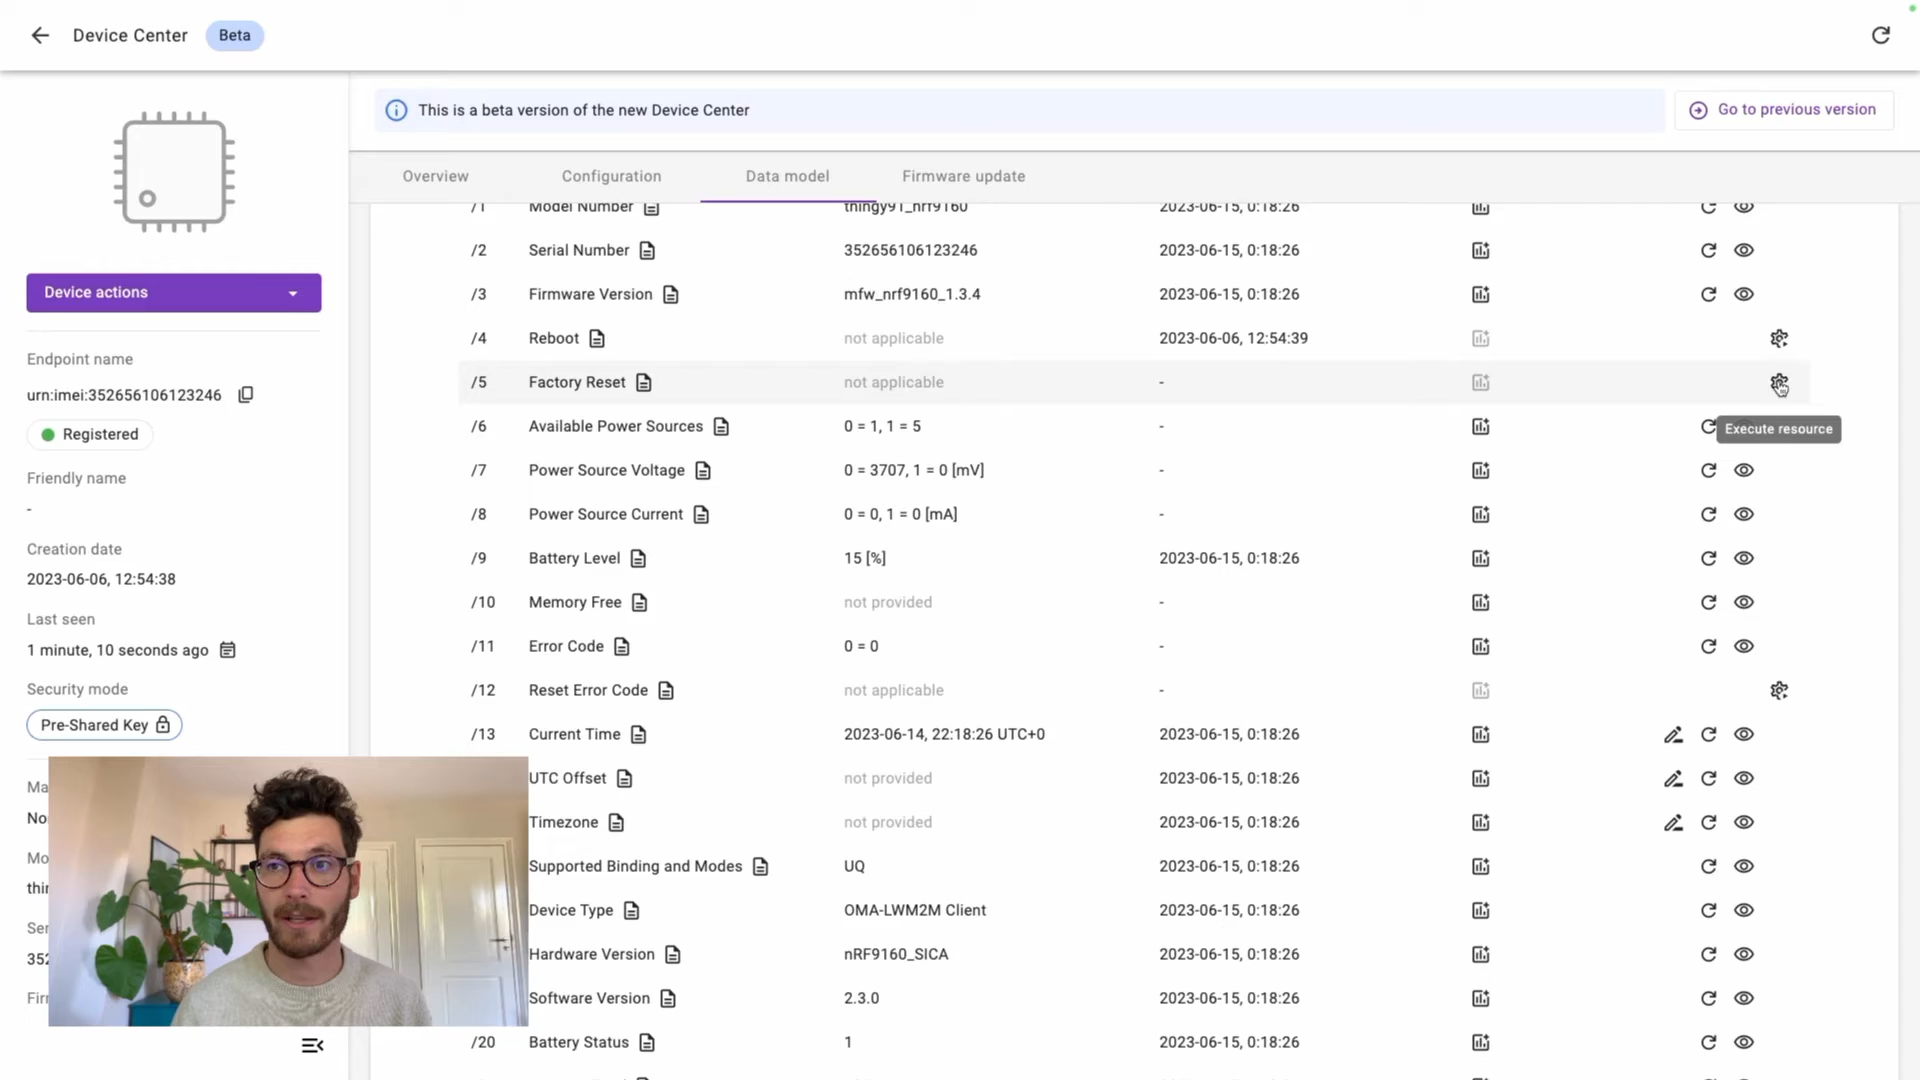 Device Center Beta
This is a beta version of the new Device Center
Go to previous version
Overview Configuration Data model Firmware update
Device actions
Endpoint name
urn:imei:352656106123246
Registered
Friendly name
-
Creation date
2023-06-06, 12:54:38
Last seen
1 minute, 10 seconds ago
Security mode
Pre-Shared Key
/1 Model Number thingy91_nrf9160 2023-06-15, 0:18:26
/2 Serial Number 352656106123246 2023-06-15, 0:18:26
/3 Firmware Version mfw_nrf9160_1.3.4 2023-06-15, 0:18:26
/4 Reboot not applicable 2023-06-06, 12:54:39
/5 Factory Reset not applicable -
/6 Available Power Sources 0 = 1, 1 = 5 -
Execute resource
/7 Power Source Voltage 0 = 3707, 1 = 0 [mV] -
/8 Power Source Current 0 = 0, 1 = 0 [mA] -
/9 Battery Level 15 [%] 2023-06-15, 0:18:26
/10 Memory Free not provided -
/11 Error Code 0 = 0 -
/12 Reset Error Code not applicable -
/13 Current Time 2023-06-14, 22:18:26 UTC+0 2023-06-15, 0:18:26
UTC Offset not provided 2023-06-15, 0:18:26
Timezone not provided 2023-06-15, 0:18:26
Supported Binding and Modes UQ 2023-06-15, 0:18:26
Device Type OMA-LWM2M Client 2023-06-15, 0:18:26
Hardware Version nRF9160_SICA 2023-06-15, 0:18:26
Software Version 2.3.0 2023-06-15, 0:18:26
/20 Battery Status 1 2023-06-15, 0:18:26